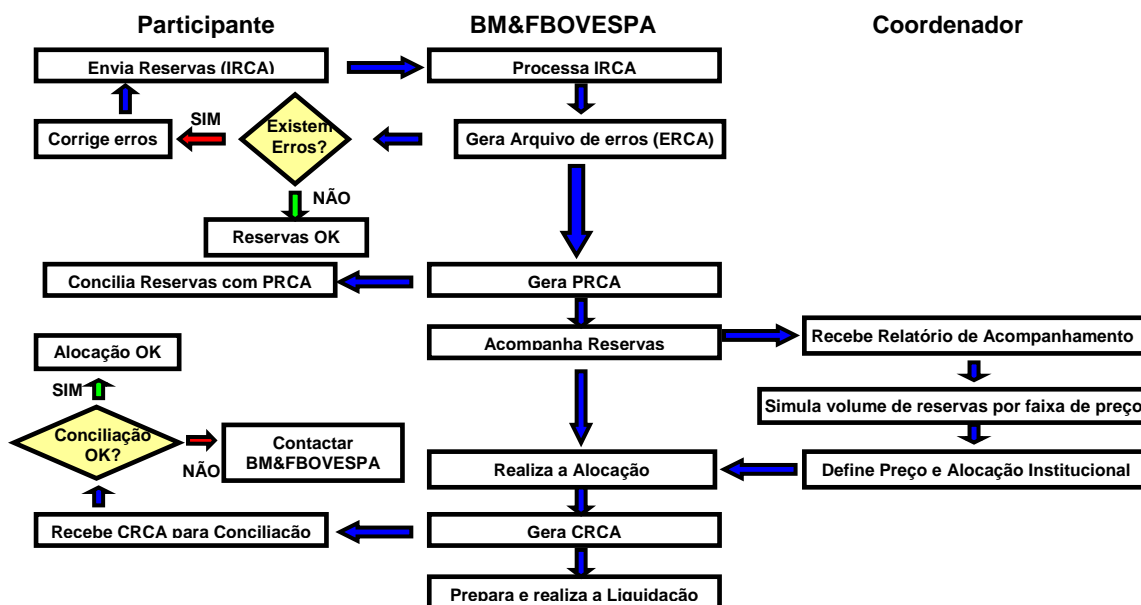 Participante
BM&FBOVESPA
Coordenador
Envia Reservas (IRCA)
Processa IRCA
SIM
Existem
Erros?
Corrige erros
Gera Arquivo de erros (ERCA)
NÃO
Reservas OK
Concilia Reservas com PRCA
Gera PRCA
Acompanha Reservas
Recebe Relatório de Acompanhamento
Alocação OK
SIM
Simula volume de reservas por faixa de preço
Conciliação
OK?
NÃO
Contactar
BM&FBOVESPA
Realiza a Alocação
Define Preço e Alocação Institucional
Recebe CRCA para Conciliação
Gera CRCA
Prepara e realiza a Liquidação